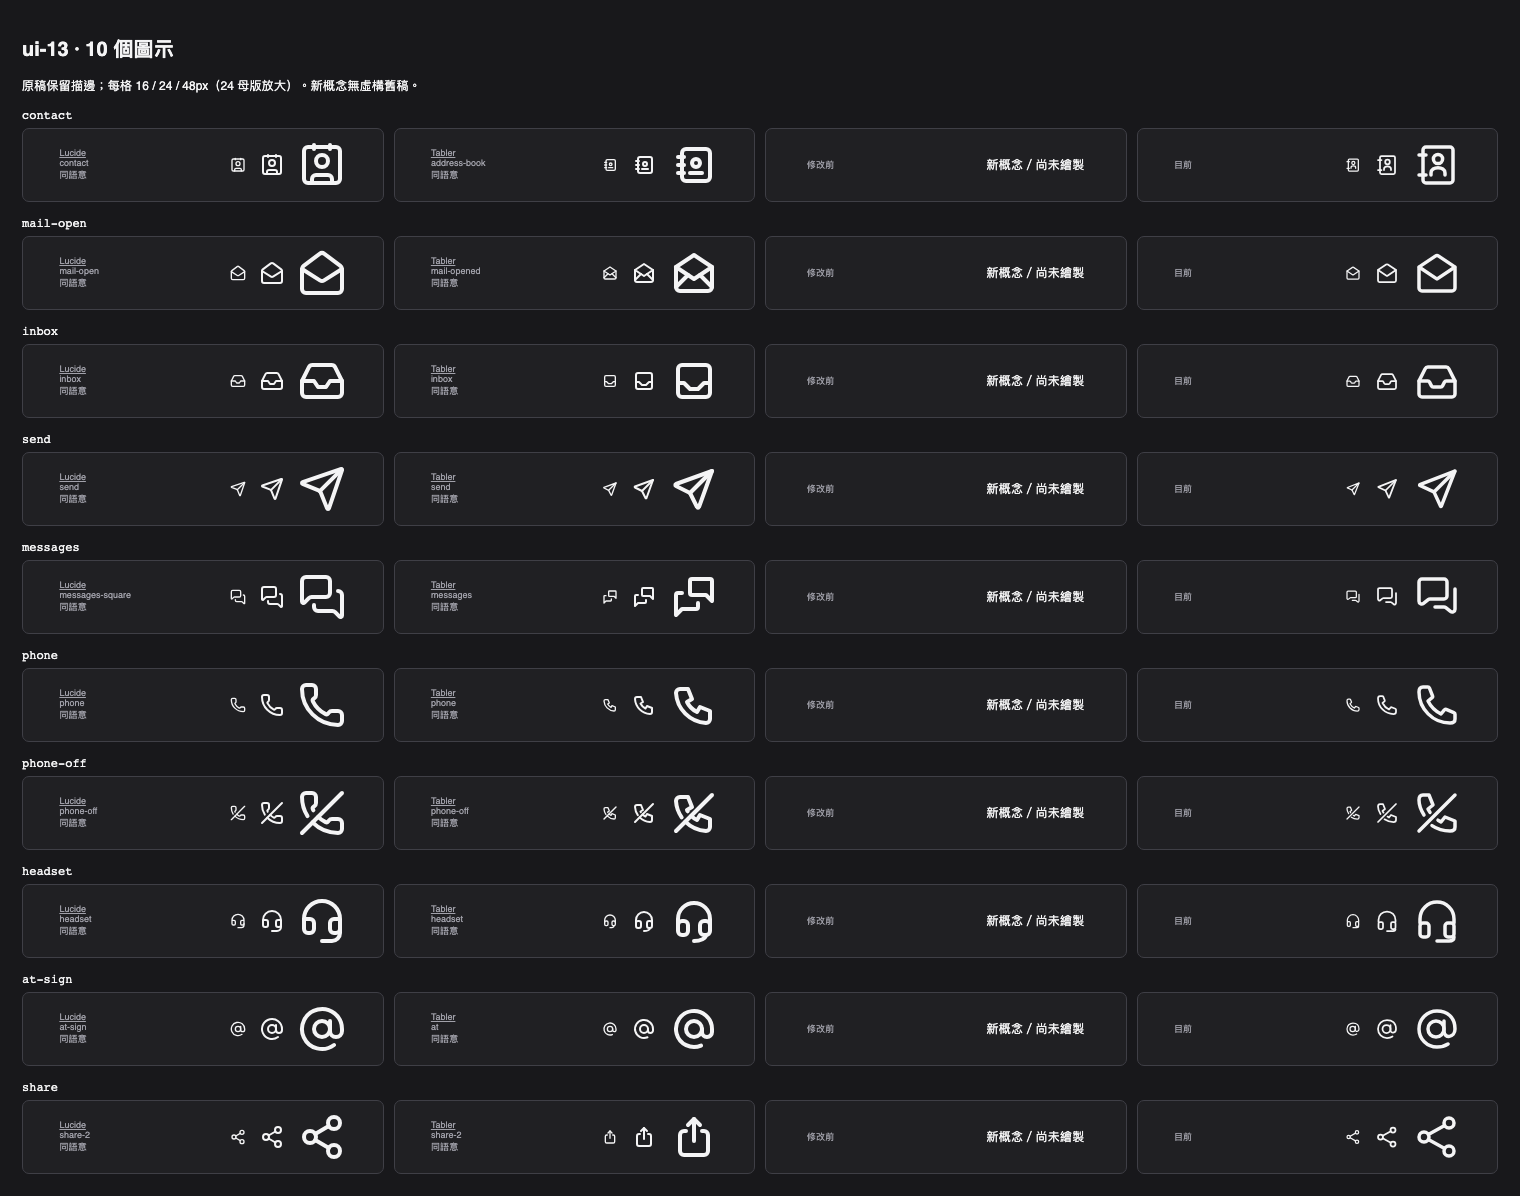 ui-13 · 10 個圖示
原稿保留描邊；每格 16 / 24 / 48px（24 母版放大）。新概念無虛構舊稿。
contact
Lucide
contact
同語意
Tabler
address-book
同語意
修改前
新概念 / 尚未繪製
目前
mail-open
Lucide
mail-open
同語意
Tabler
mail-opened
同語意
修改前
新概念 / 尚未繪製
目前
inbox
Lucide
inbox
同語意
Tabler
inbox
同語意
修改前
新概念 / 尚未繪製
目前
send
Lucide
send
同語意
Tabler
send
同語意
修改前
新概念 / 尚未繪製
目前
messages
Lucide
messages-square
同語意
Tabler
messages
同語意
修改前
新概念 / 尚未繪製
目前
phone
Lucide
phone
同語意
Tabler
phone
同語意
修改前
新概念 / 尚未繪製
目前
phone-off
Lucide
phone-off
同語意
Tabler
phone-off
同語意
修改前
新概念 / 尚未繪製
目前
headset
Lucide
headset
同語意
Tabler
headset
同語意
修改前
新概念 / 尚未繪製
目前
at-sign
Lucide
at-sign
同語意
Tabler
at
同語意
修改前
新概念 / 尚未繪製
目前
share
Lucide
share-2
同語意
Tabler
share-2
同語意
修改前
新概念 / 尚未繪製
目前